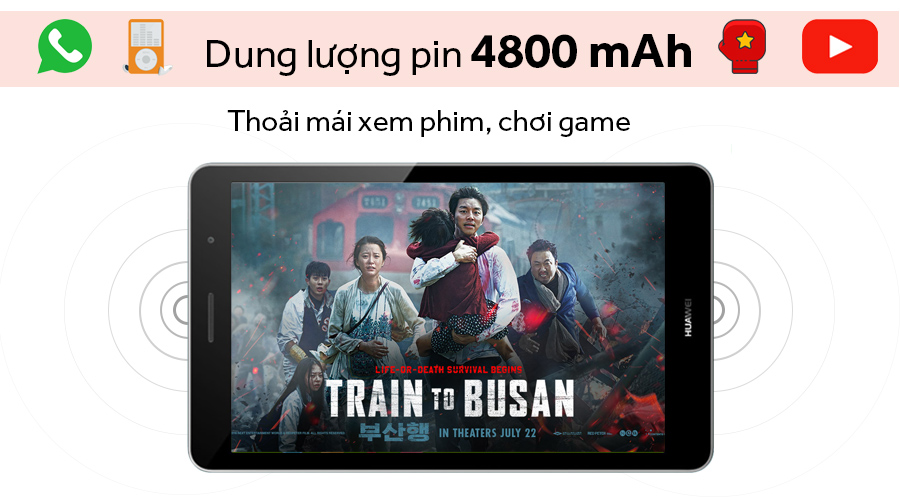 Dung lượng pin 4800 mAh
Thoải mái xem phim, chơi game
HUAWEI
LIFE-OR-DEATH SURVIVAL BEGINS
TRAIN TO BUSAN
부산행 IN THEATERS JULY 22